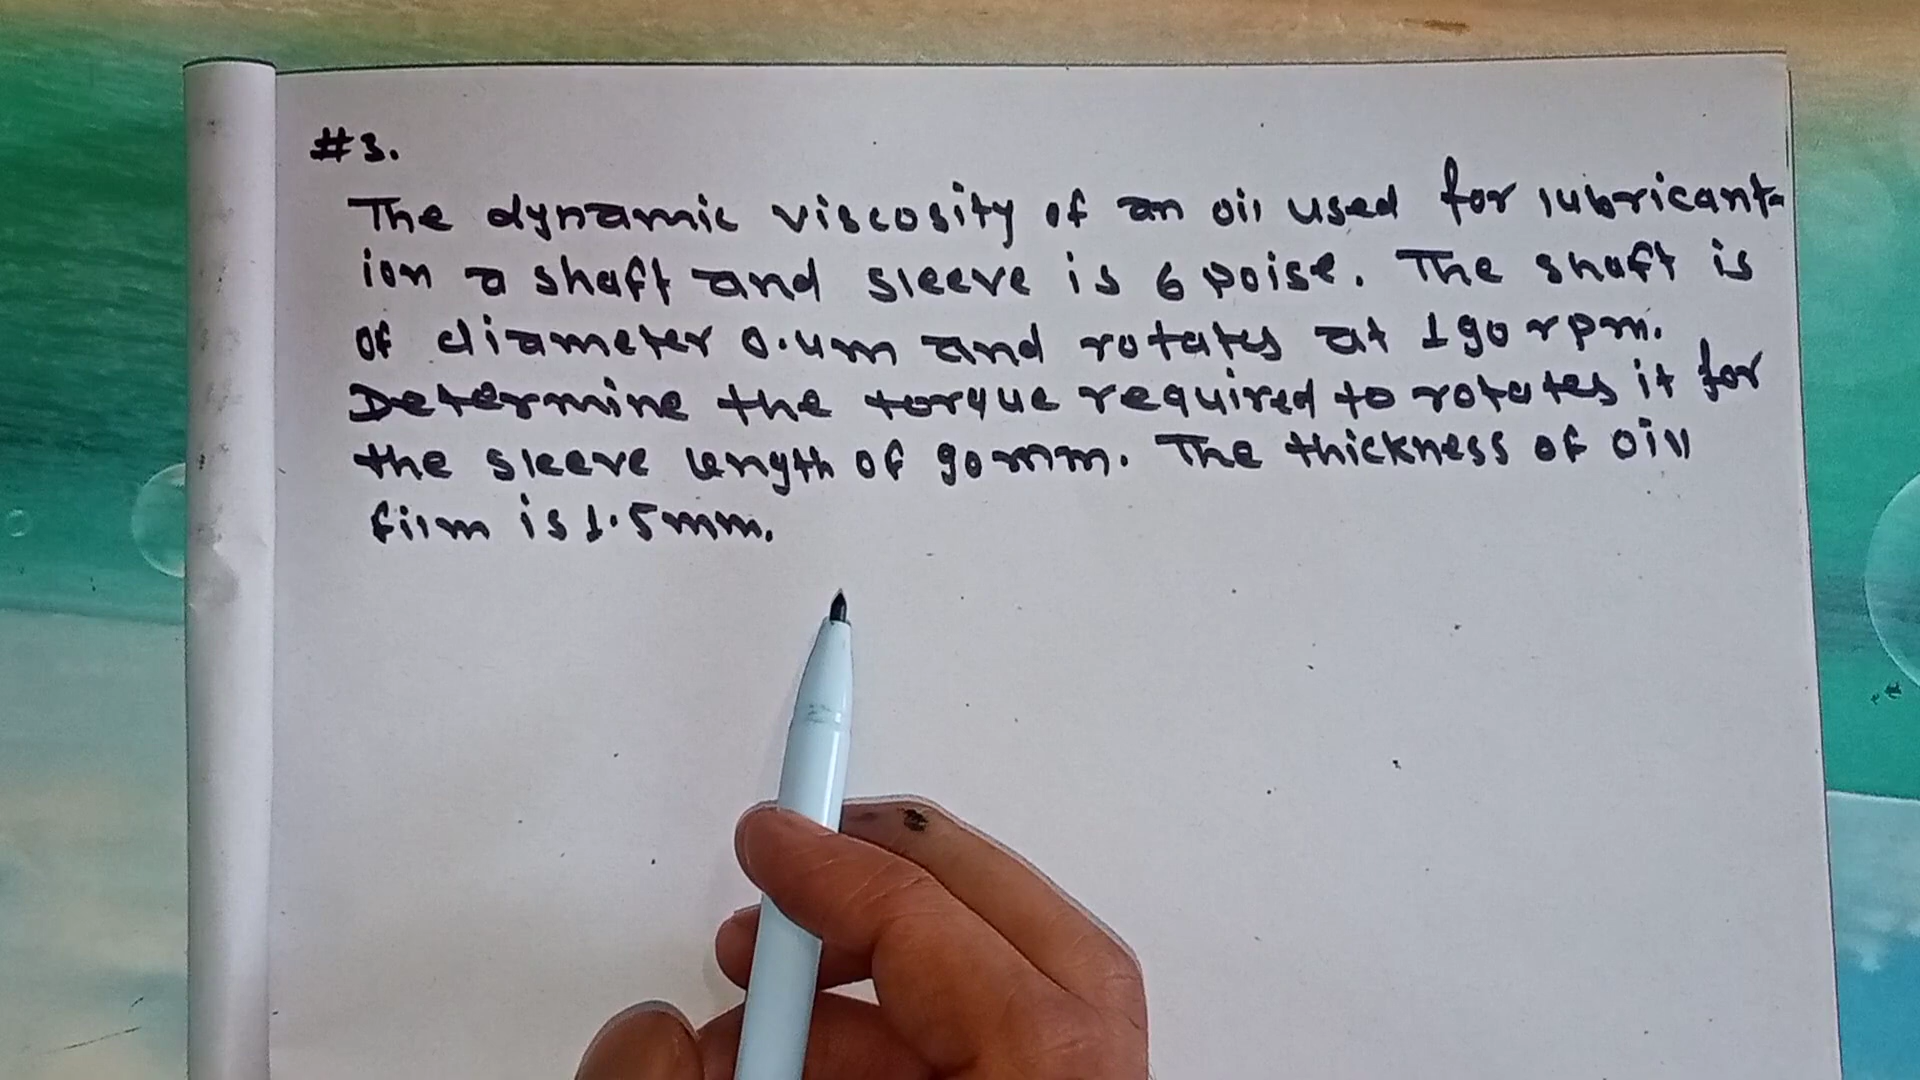 #3.
The dynamic viscosity of an oil used for lubricant-
ion a shaft and sleeve is 6 poise. The shaft is
of diameter 0.4m and rotates at 190 rpm.
Determine the torque required to rotates it for
the sleeve length of 90mm. The thickness of oil
film is 1.5mm.